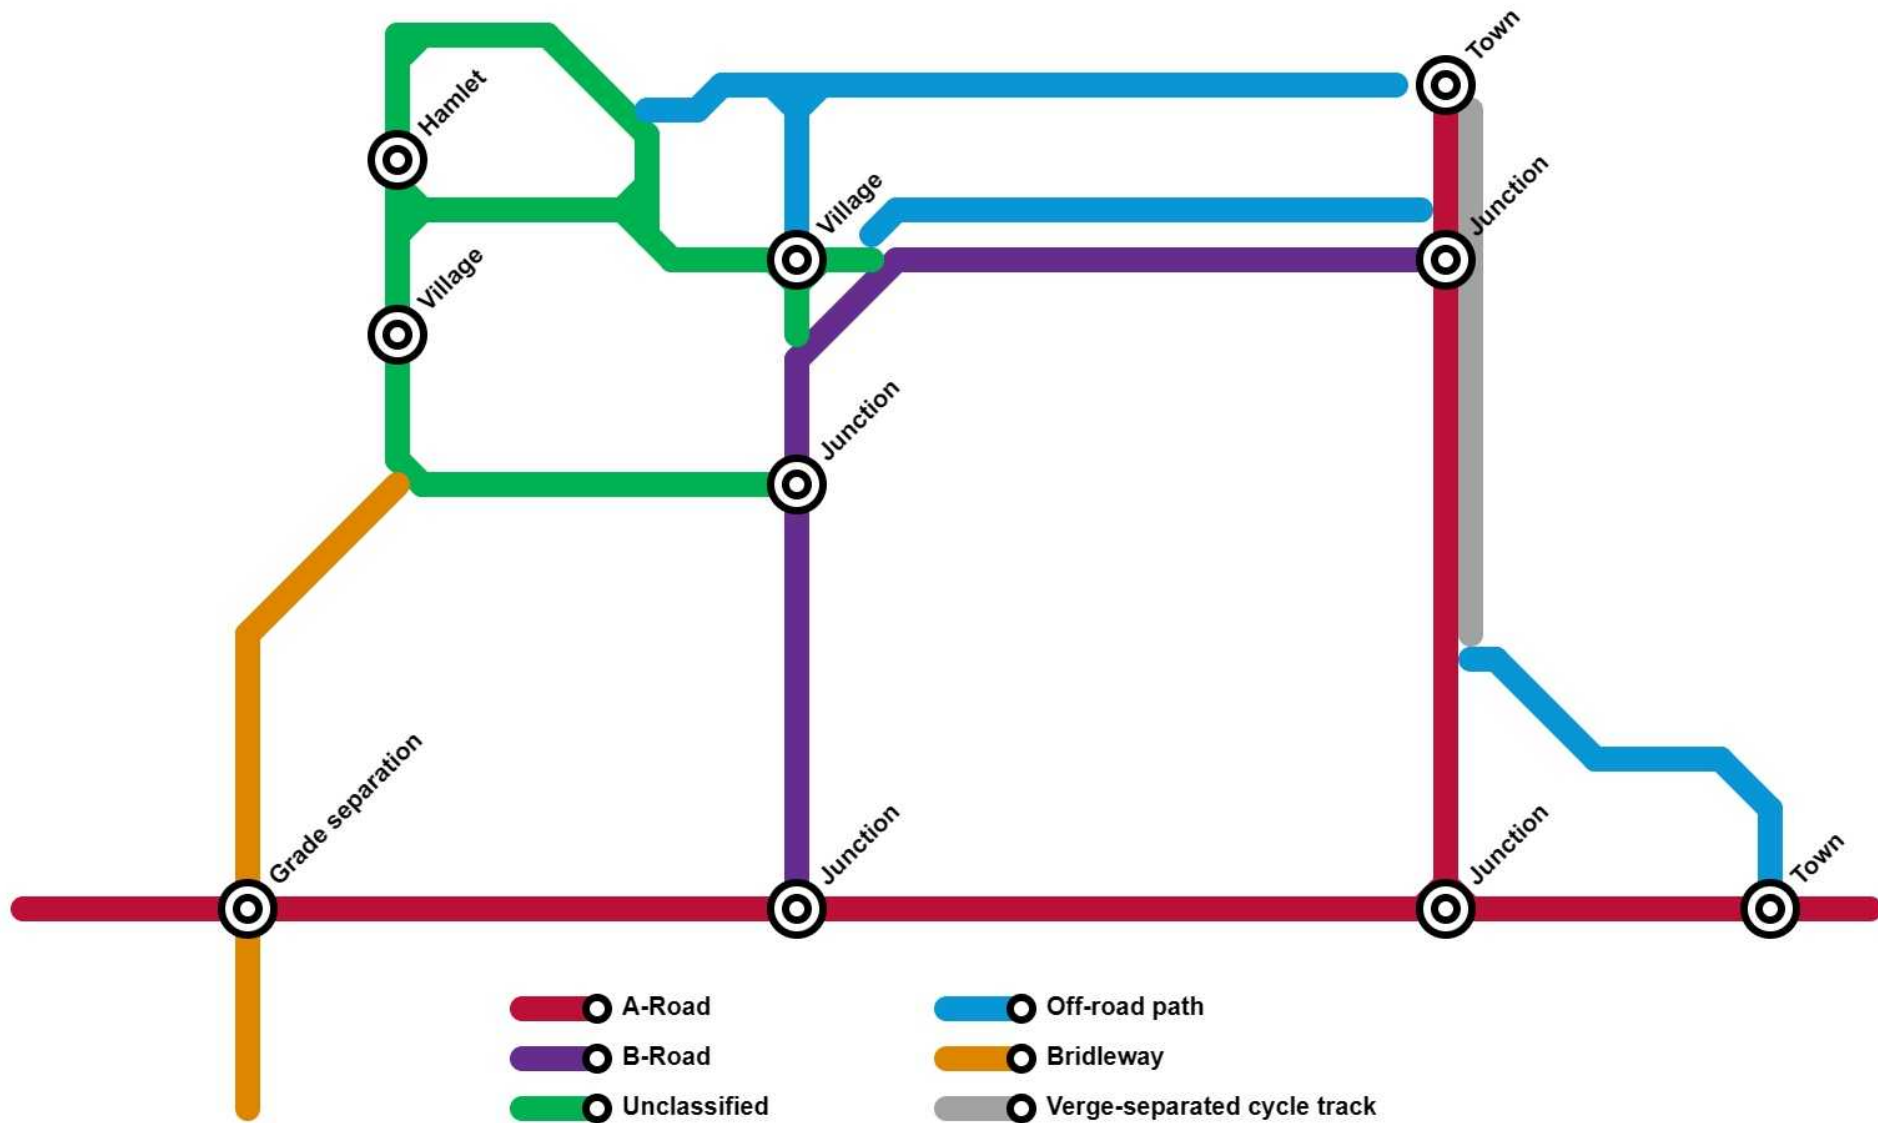 Town
Hamlet
Junction
Village
Village
Junction
Grade separation
Junction
Junction
Town
A-Road
Off-road path
B-Road
Bridleway
Unclassified
Verge-separated cycle track